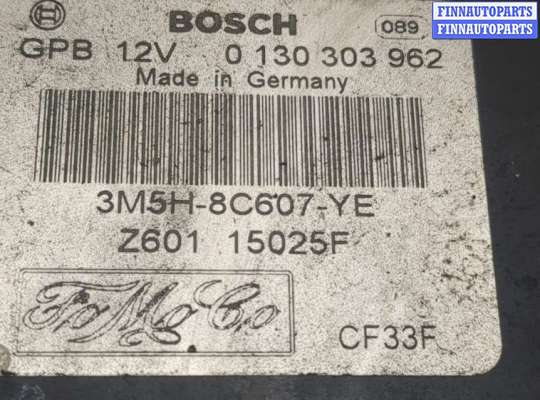 BOSCH
089
FINNAUTOPARTS
FINNAUTOPARTS
GPB 12V 0 130 303 962
Made in Germany
3M5H-8C607-YE
Z601 15025F
FoMoCo
CF33F